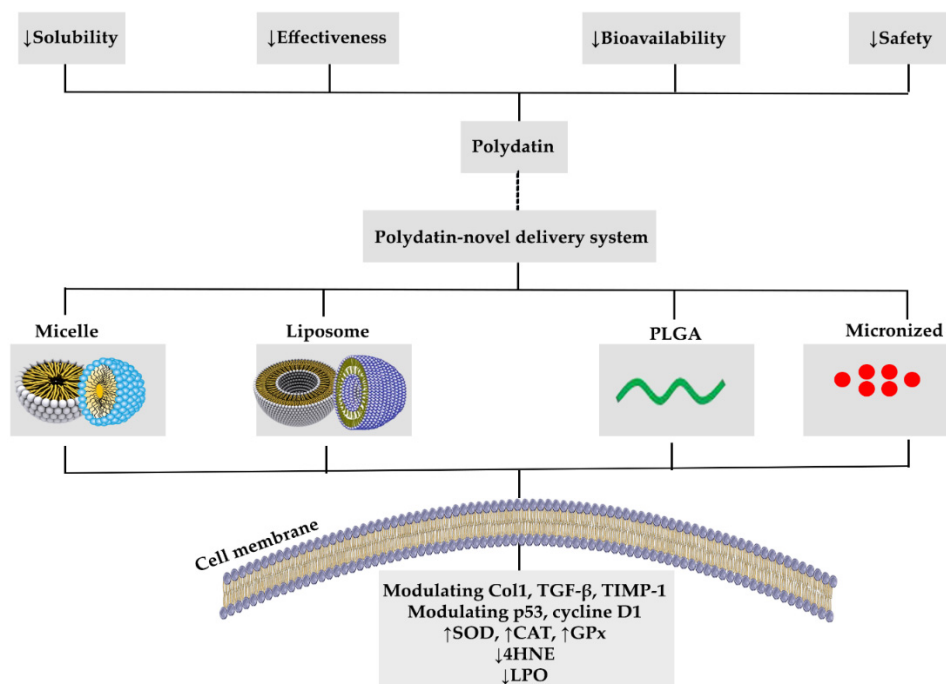 ↓Solubility
↓Effectiveness
↓Bioavailability
↓Safety
Polydatin
Polydatin-novel delivery system
Micelle
Liposome
PLGA
Micronized
Cell membrane
Modulating Col1, TGF-β, TIMP-1
Modulating p53, cycline D1
↑SOD, ↑CAT, ↑GPx
↓4HNE
↓LPO